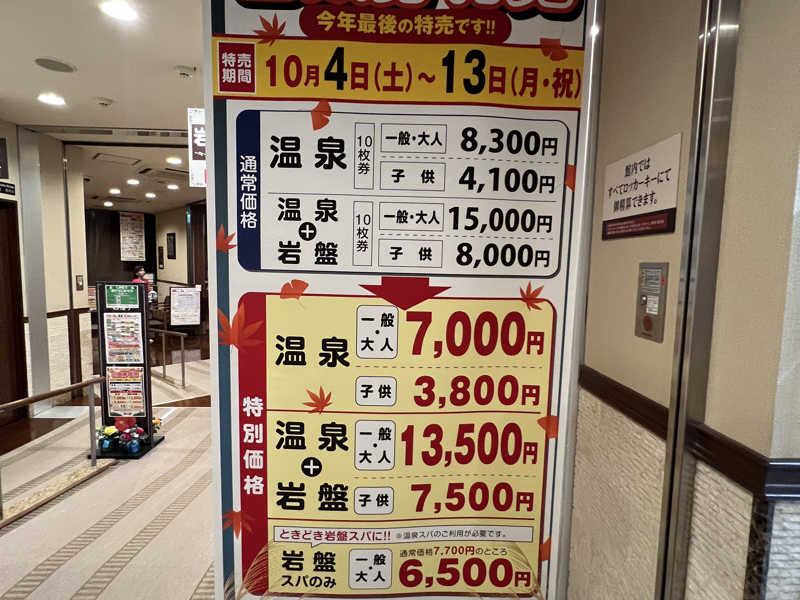 今年最後の特売です!!
特売期間 10月4日(土)〜13日(月・祝)
通常価格
温泉 10枚券 一般・大人 8,300円
子供 4,100円
温泉+岩盤 10枚券 一般・大人 15,000円
子供 8,000円
特別価格
温泉 一般・大人 7,000円
子供 3,800円
温泉+岩盤 一般・大人 13,500円
子供 7,500円
ときどき岩盤スパに!! ※温泉スパのご利用が必要です。
岩盤スパのみ 一般・大人 通常価格7,700円のところ
6,500円
館内では
すべてロッカーキーにて
御精算できます。